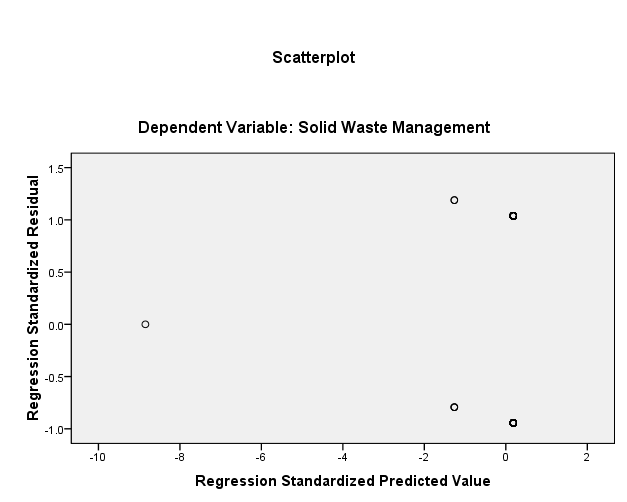 Scatterplot
Dependent Variable: Solid Waste Management
Regression Standardized Residual
1.5
1.0
0.5
0.0
-0.5
-1.0
-10 -8 -6 -4 -2 0 2
Regression Standardized Predicted Value